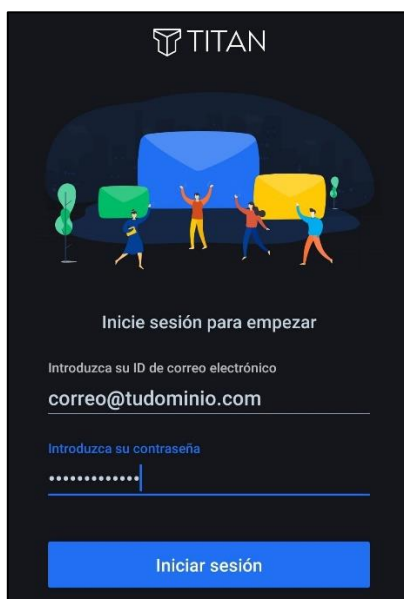 TITAN
Inicie sesión para empezar
Introduzca su ID de correo electrónico
correo@tudominio.com
Introduzca su contraseña
•••••••••••••
Iniciar sesión